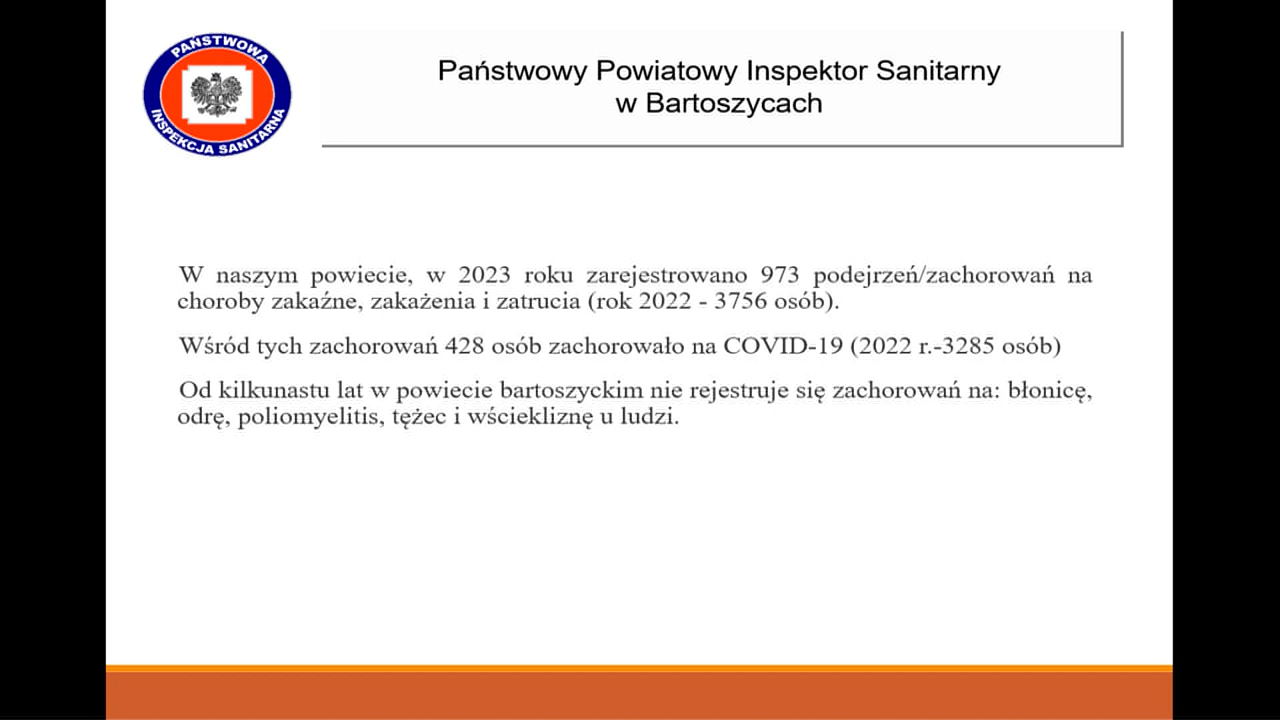 PAŃSTWOWA
INSPEKCJA SANITARNA
Państwowy Powiatowy Inspektor Sanitarny
w Bartoszycach
W naszym powiecie, w 2023 roku zarejestrowano 973 podejrzeń/zachorowań na
choroby zakaźne, zakażenia i zatrucia (rok 2022 - 3756 osób).
Wśród tych zachorowań 428 osób zachorowało na COVID-19 (2022 r.-3285 osób)
Od kilkunastu lat w powiecie bartoszyckim nie rejestruje się zachorowań na: błonicę,
odrę, poliomyelitis, tężec i wściekliznę u ludzi.